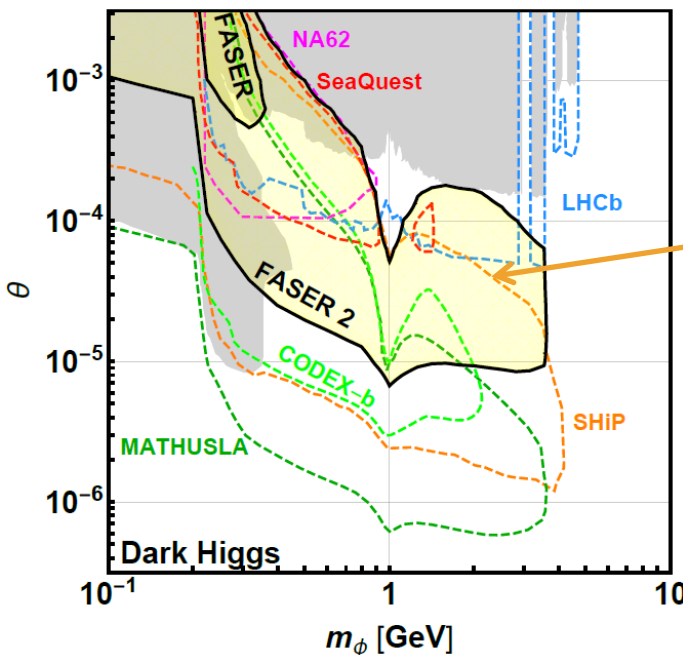 NA62
FASER
SeaQuest
LHCb
FASER 2
CODEX–b
MATHUSLA
SHiP
Dark Higgs
10⁻³
10⁻⁴
10⁻⁵
10⁻⁶
θ
10⁻¹
1
10
m_ϕ [GeV]